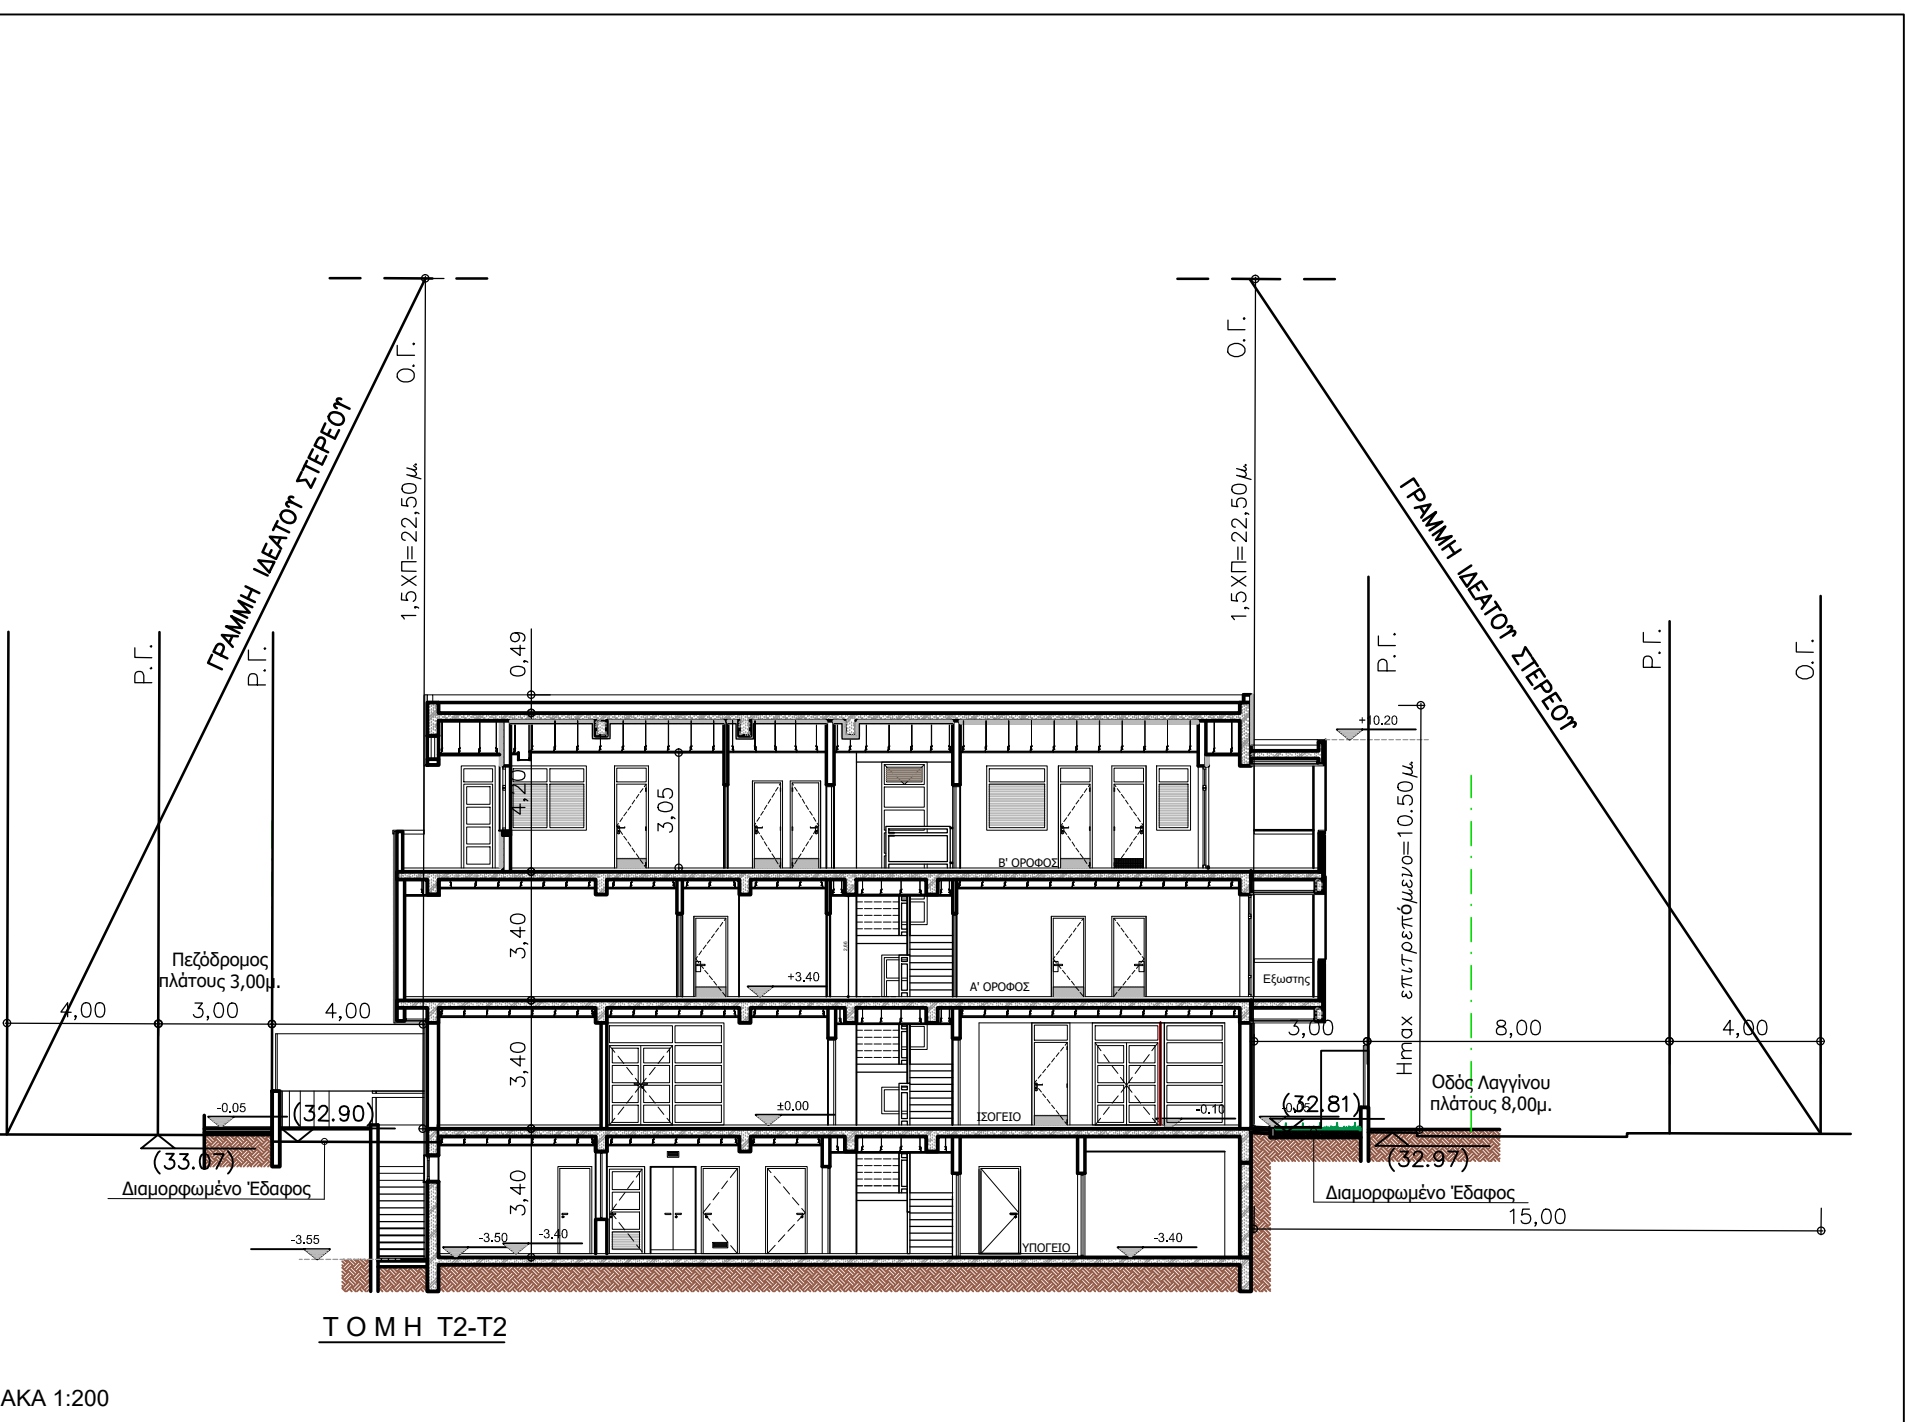 Ο.Γ.
Ο.Γ.
ΓΡΑΜΜΗ ΙΔΕΑΤΟΥ ΣΤΕΡΕΟΥ
1,5ΧΠ=22,50μ.
1,5ΧΠ=22,50μ.
ΓΡΑΜΜΗ ΙΔΕΑΤΟΥ ΣΤΕΡΕΟΥ
Ρ.Γ.
Ρ.Γ.
0,49
Ρ.Γ.
Ρ.Γ.
Ο.Γ.
+10.20
4,20
3,05
Β' ΟΡΟΦΟΣ
Hmax επιτρεπόμενο=10.50μ.
Πεζόδρομος
πλάτους 3,00μ.
3,40
+3.40
Α' ΟΡΟΦΟΣ
Εξωστης
4,00
3,00
4,00
3,00
8,00
4,00
3,40
Οδός Λαγγίνου
πλάτους 8,00μ.
-0.05
(32.90)
±0.00
ΙΣΟΓΕΙΟ
-0.10
(32.81)
(33.07)
(32.97)
Διαμορφωμένο Έδαφος
3,40
Διαμορφωμένο Έδαφος
15,00
-3.55
-3.50
-3.40
ΥΠΟΓΕΙΟ
-3.40
Τ Ο Μ Η Τ2-Τ2
ΑΚΑ 1:200